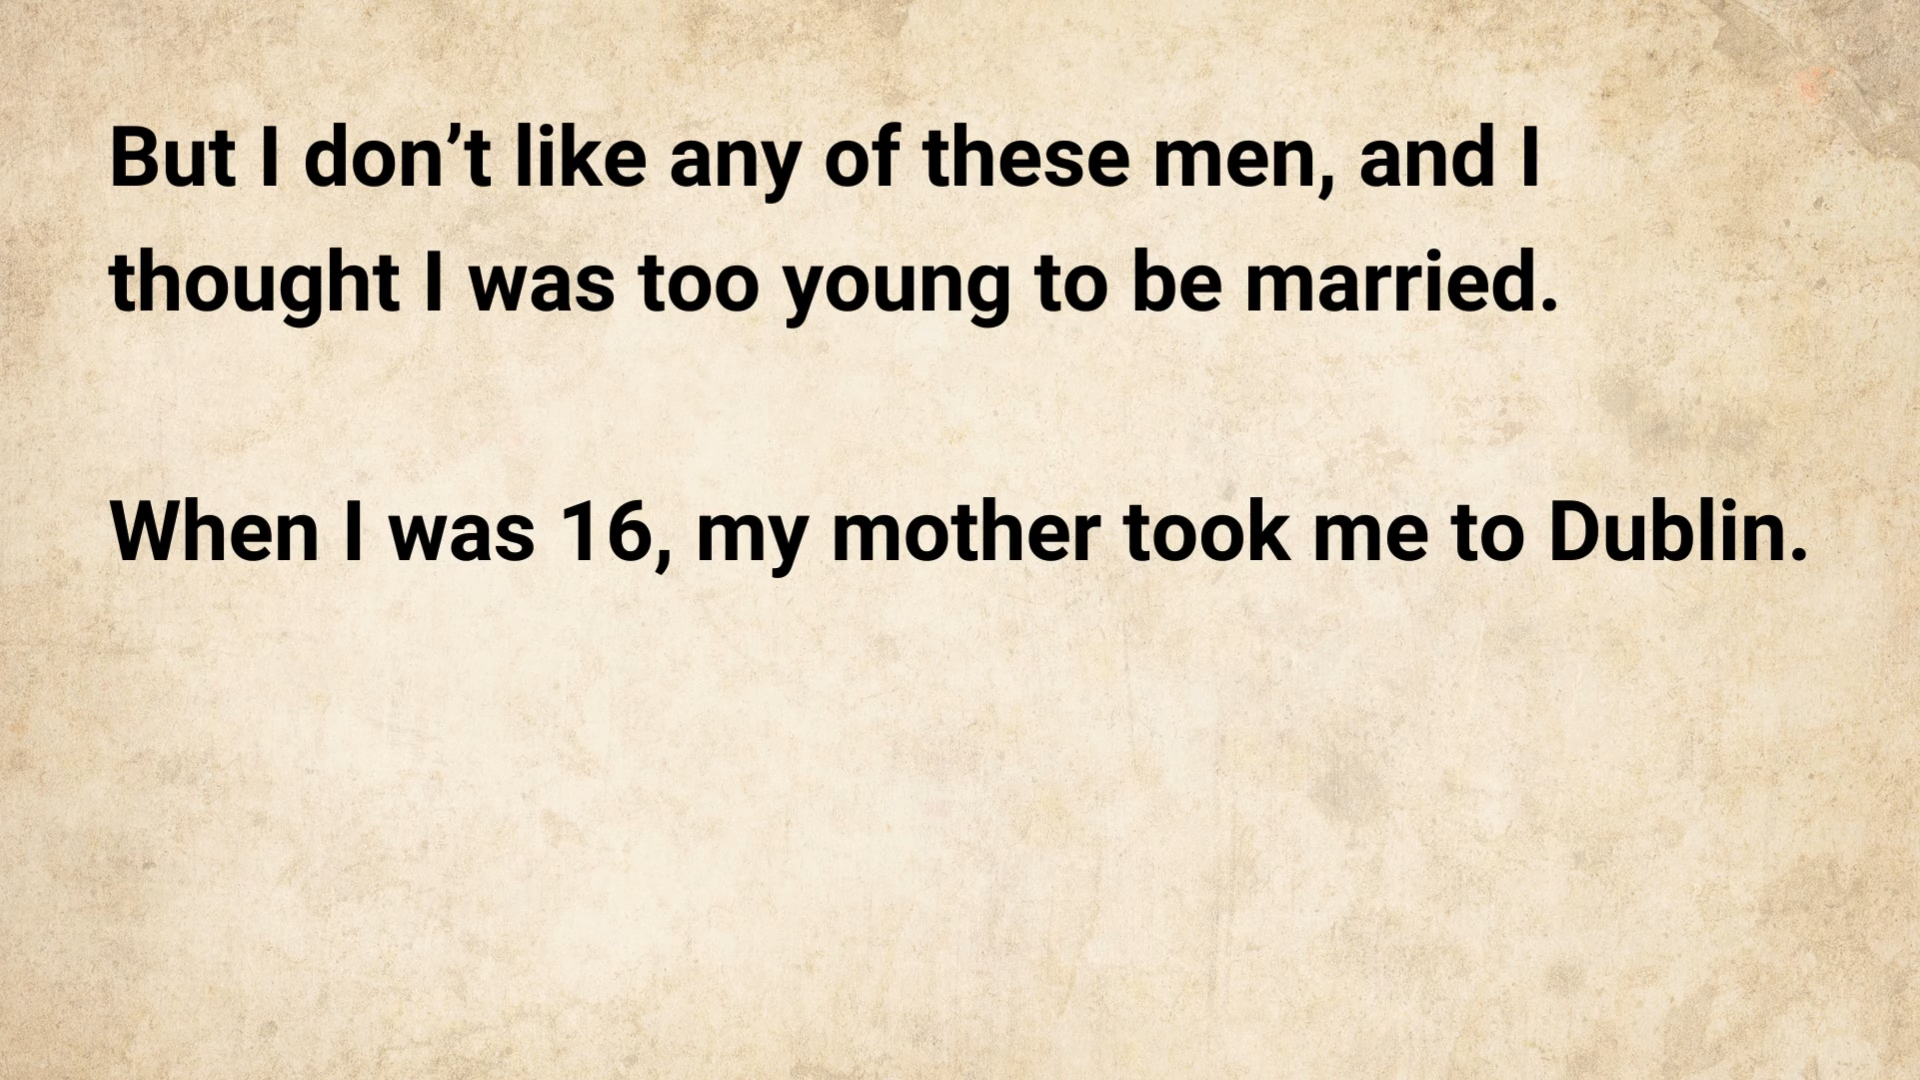 But I don’t like any of these men, and I
thought I was too young to be married.
When I was 16, my mother took me to Dublin.